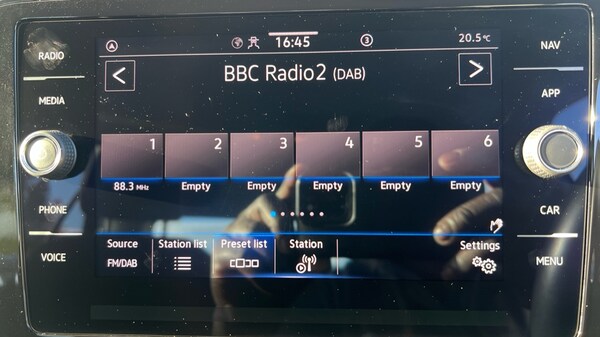 RADIO
MEDIA
PHONE
VOICE
16:45
3
20.5°C
BBC Radio2 (DAB)
1 2 3 4 5 6
88.3 MHz Empty Empty Empty Empty Empty
Source Station list Preset list Station Settings
FM/DAB
NAV
APP
CAR
MENU